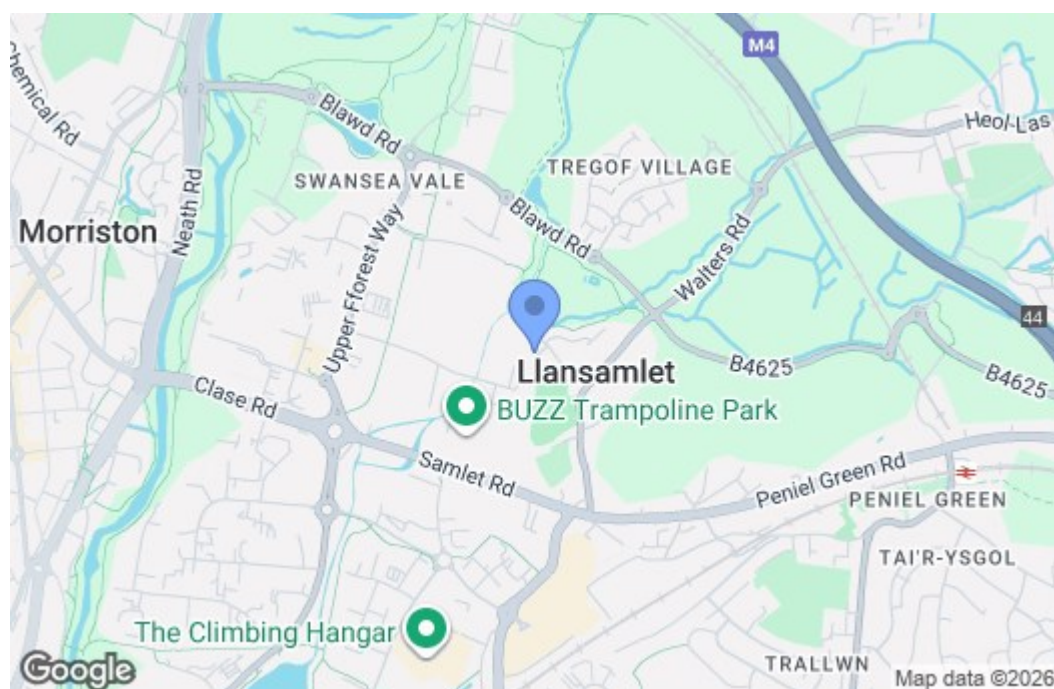 M4
Chemical Rd
Blawd Rd
Heol-Las
TREGOF VILLAGE
SWANSEA VALE
Neath Rd
Blawd Rd
Morriston
Upper Fforest Way
Walters Rd
44
Llansamlet
B4625
B4625
Clase Rd
BUZZ Trampoline Park
Samlet Rd
Peniel Green Rd
PENIEL GREEN
TAI'R-YSGOL
The Climbing Hangar
TRALLWN
Google
Map data ©2026